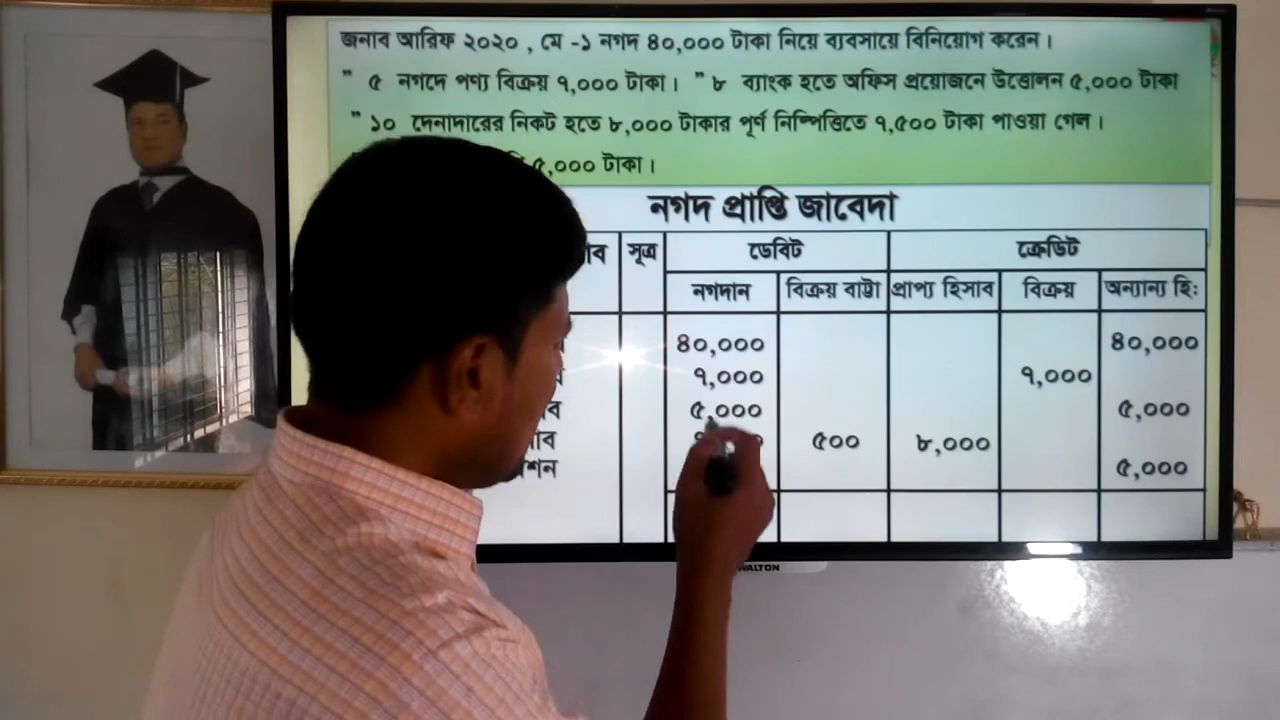 জনাব আরিফ ২০২০ , মে -১ নগদ ৪০,০০০ টাকা নিয়ে ব্যবসায়ে বিনিয়োগ করেন ।
" ৫ নগদে পণ্য বিক্রয় ৭,০০০ টাকা । " ৮ ব্যাংক হতে অফিস প্রয়োজনে উত্তোলন ৫,০০০ টাকা
" ১০ দেনাদারের নিকট হতে ৮,০০০ টাকার পূর্ণ নিষ্পিত্তিতে ৭,৫০০ টাকা পাওয়া গেল ।
৫,০০০ টাকা ।
নগদ প্রাপ্তি জাবেদা
সূত্র ডেবিট ক্রেডিট
নগদান বিক্রয় বাট্টা প্রাপ্য হিসাব বিক্রয় অন্যান্য হি:
৪০,০০০ ৪০,০০০
৭,০০০ ৭,০০০
৫,০০০ ৫,০০০
৫০০ ৮,০০০
৫,০০০
WALTON